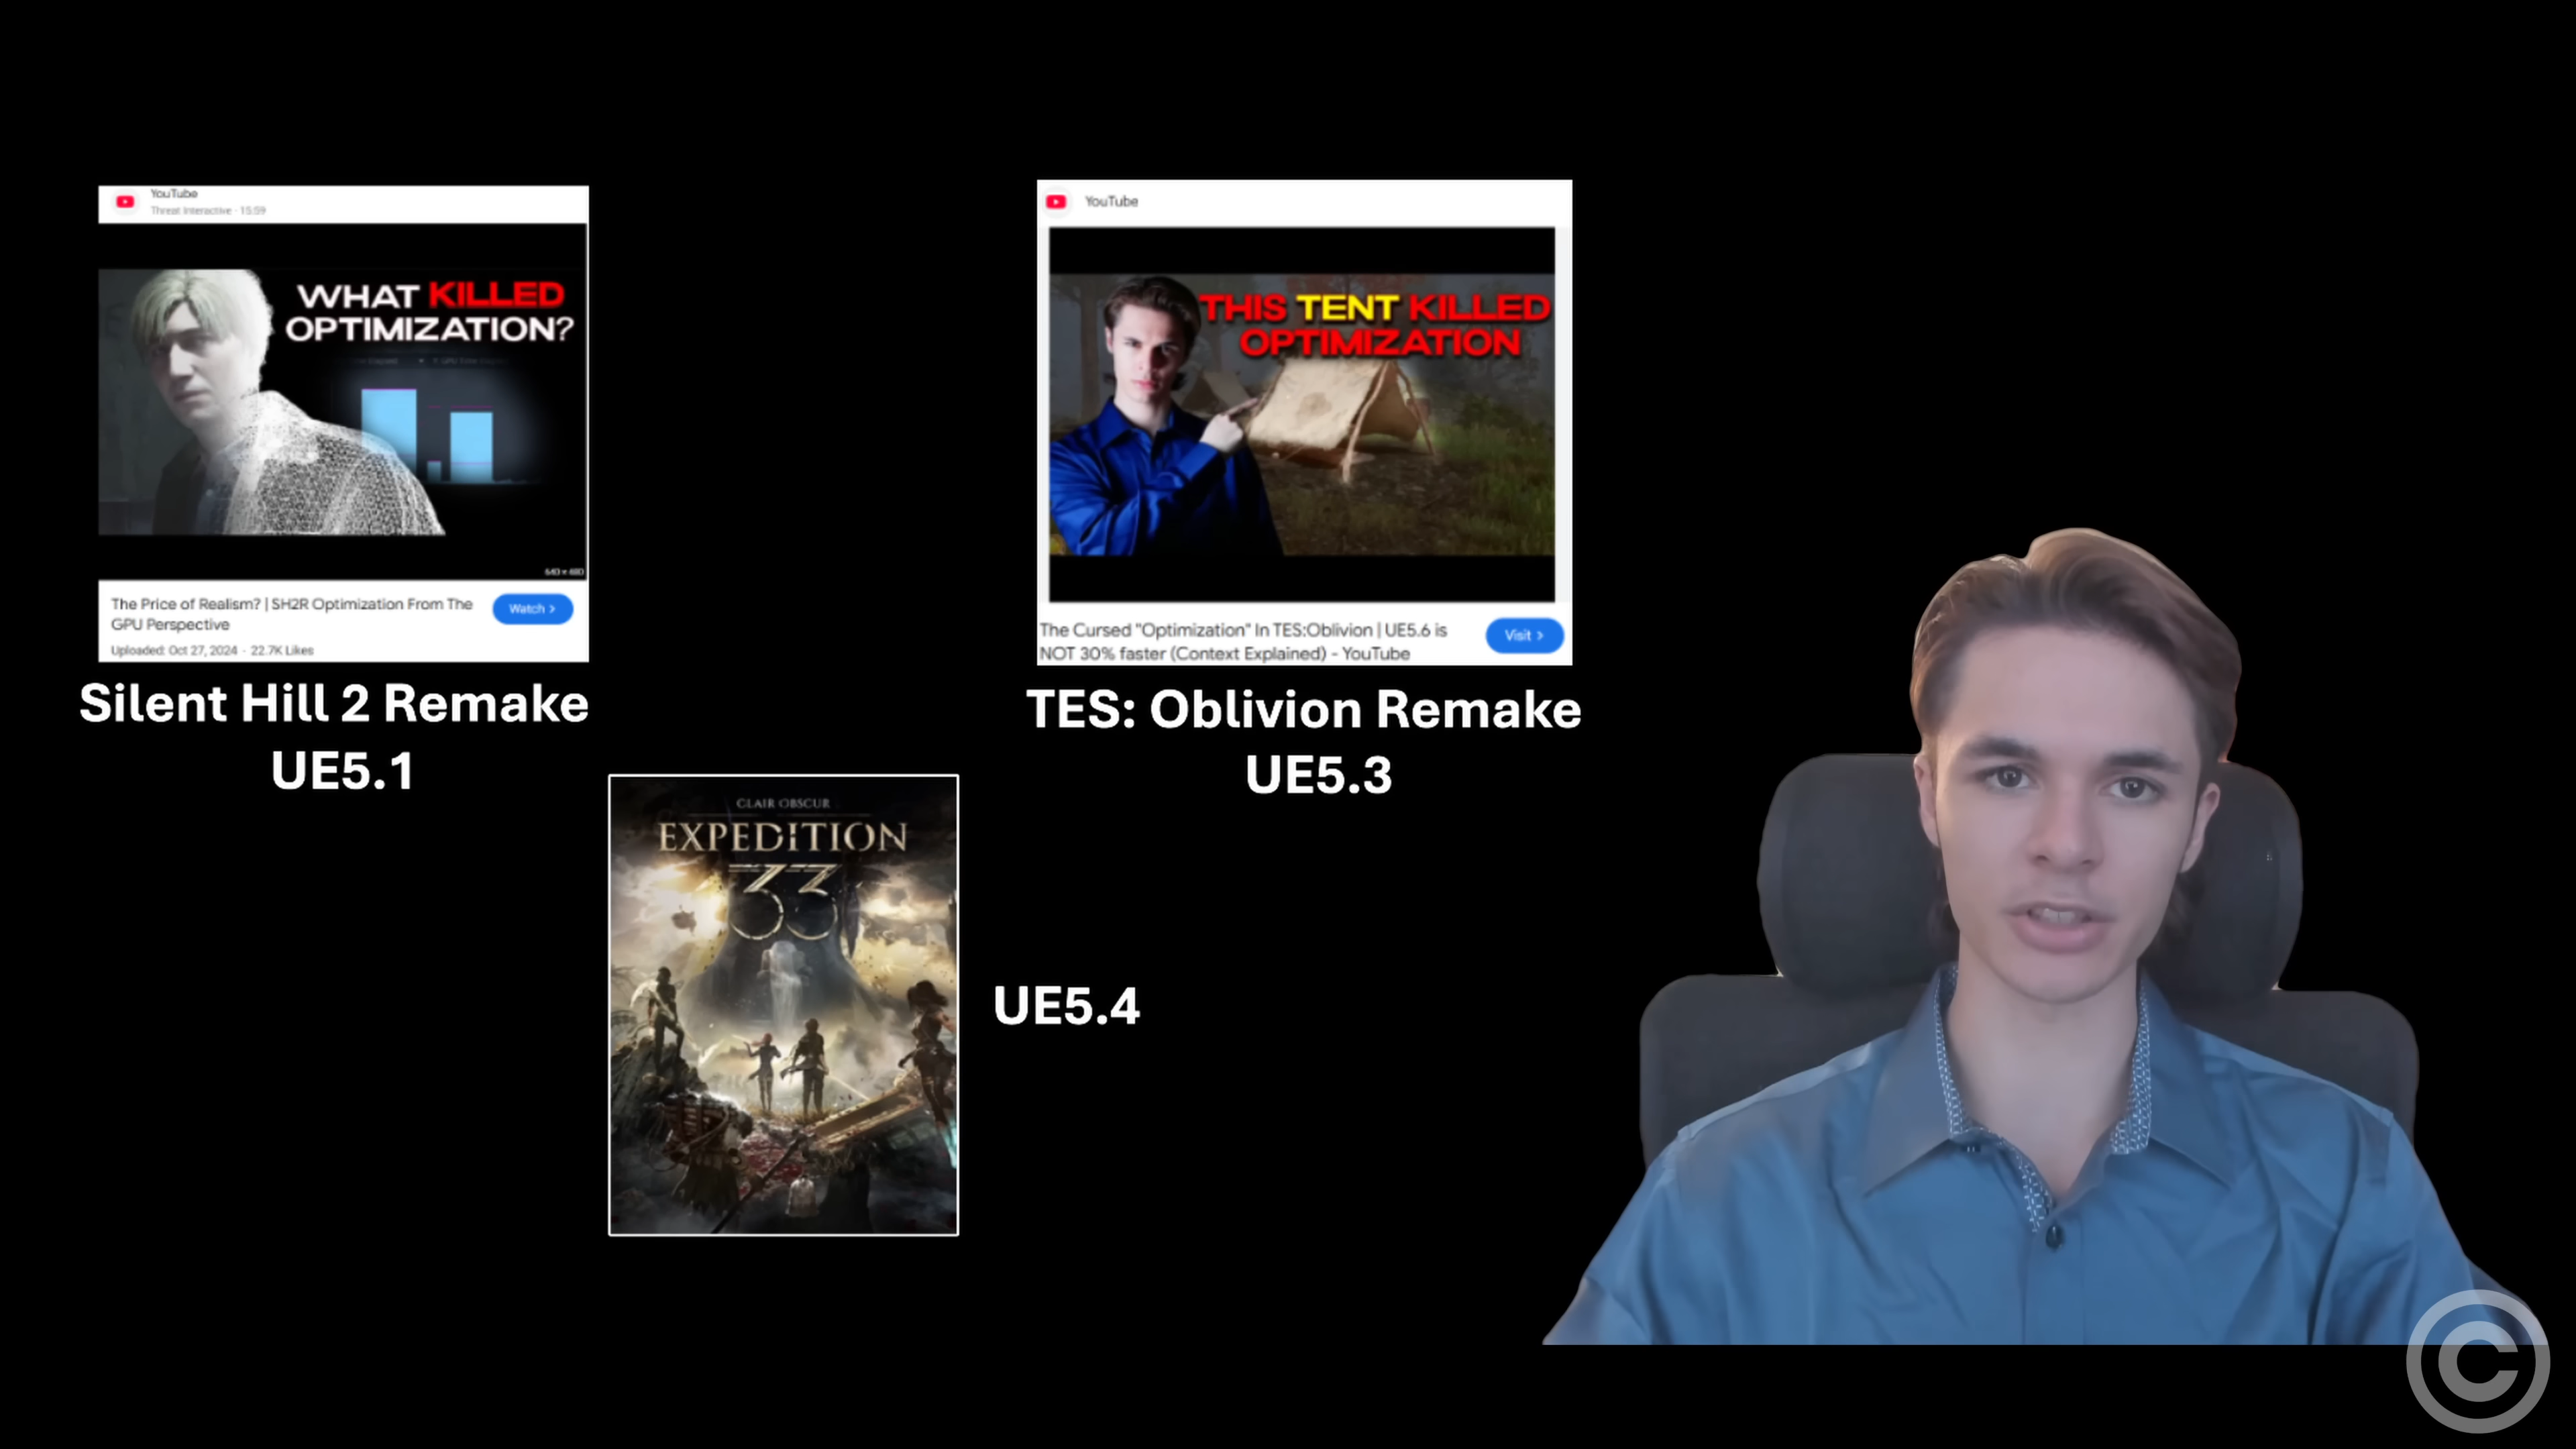 YouTube
Threat Interactive · 15:59
WHAT KILLED
OPTIMIZATION?
640 × 480
The Price of Realism? | SH2R Optimization From The
GPU Perspective
Watch >
Uploaded: Oct 27, 2024 · 22.7K Likes
Silent Hill 2 Remake
UE5.1
YouTube
THIS TENT KILLED
OPTIMIZATION
The Cursed "Optimization" In TES:Oblivion | UE5.6 is
NOT 30% faster (Context Explained) - YouTube
Visit >
TES: Oblivion Remake
UE5.3
CLAIR OBSCUR
EXPEDITION
33
UE5.4
©